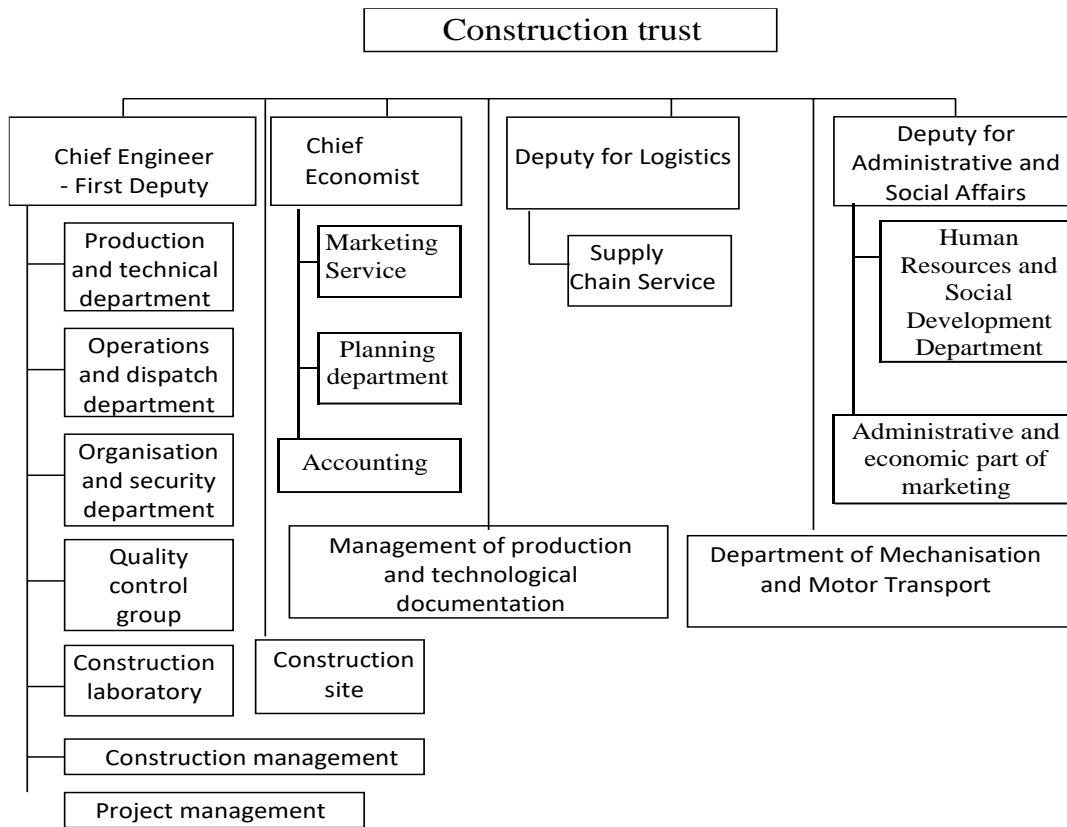 Construction trust
Chief Engineer
- First Deputy
Chief
Economist
Deputy for Logistics
Deputy for
Administrative and
Social Affairs
Production
and technical
department
Operations
and dispatch
department
Organisation
and security
department
Quality
control
group
Construction
laboratory
Construction management
Project management
Marketing
Service
Planning
department
Accounting
Supply
Chain Service
Human
Resources and
Social
Development
Department
Administrative and
economic part of
marketing
Management of production
and technological
documentation
Department of Mechanisation
and Motor Transport
Construction
site